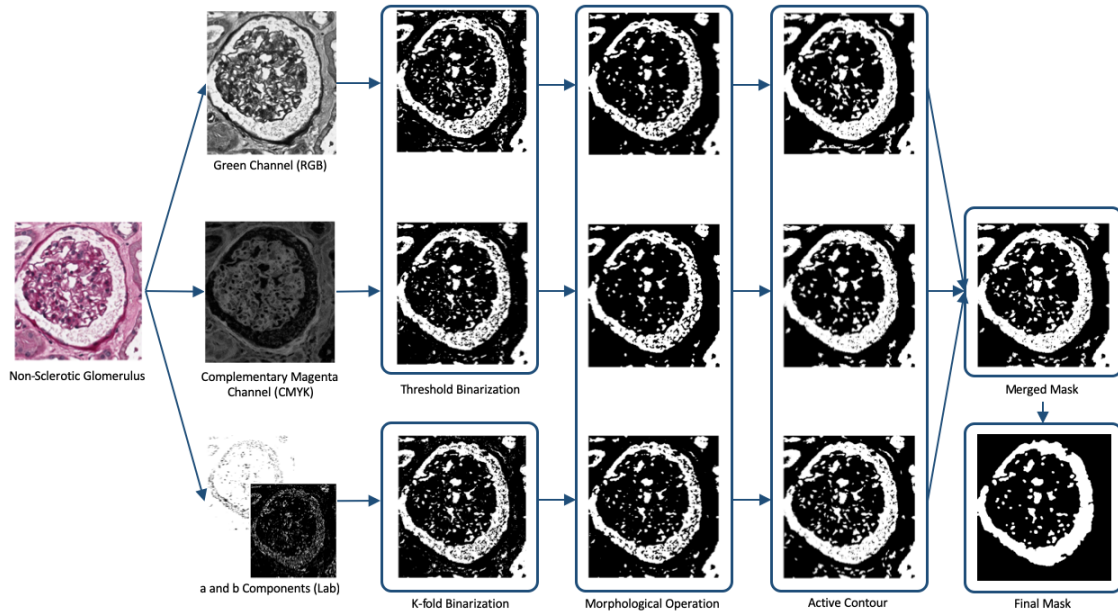 Green Channel (RGB)
Non-Sclerotic Glomerulus
Complementary Magenta
Channel (CMYK)
Threshold Binarization
Merged Mask
a and b Components (Lab)
K-fold Binarization
Morphological Operation
Active Contour
Final Mask